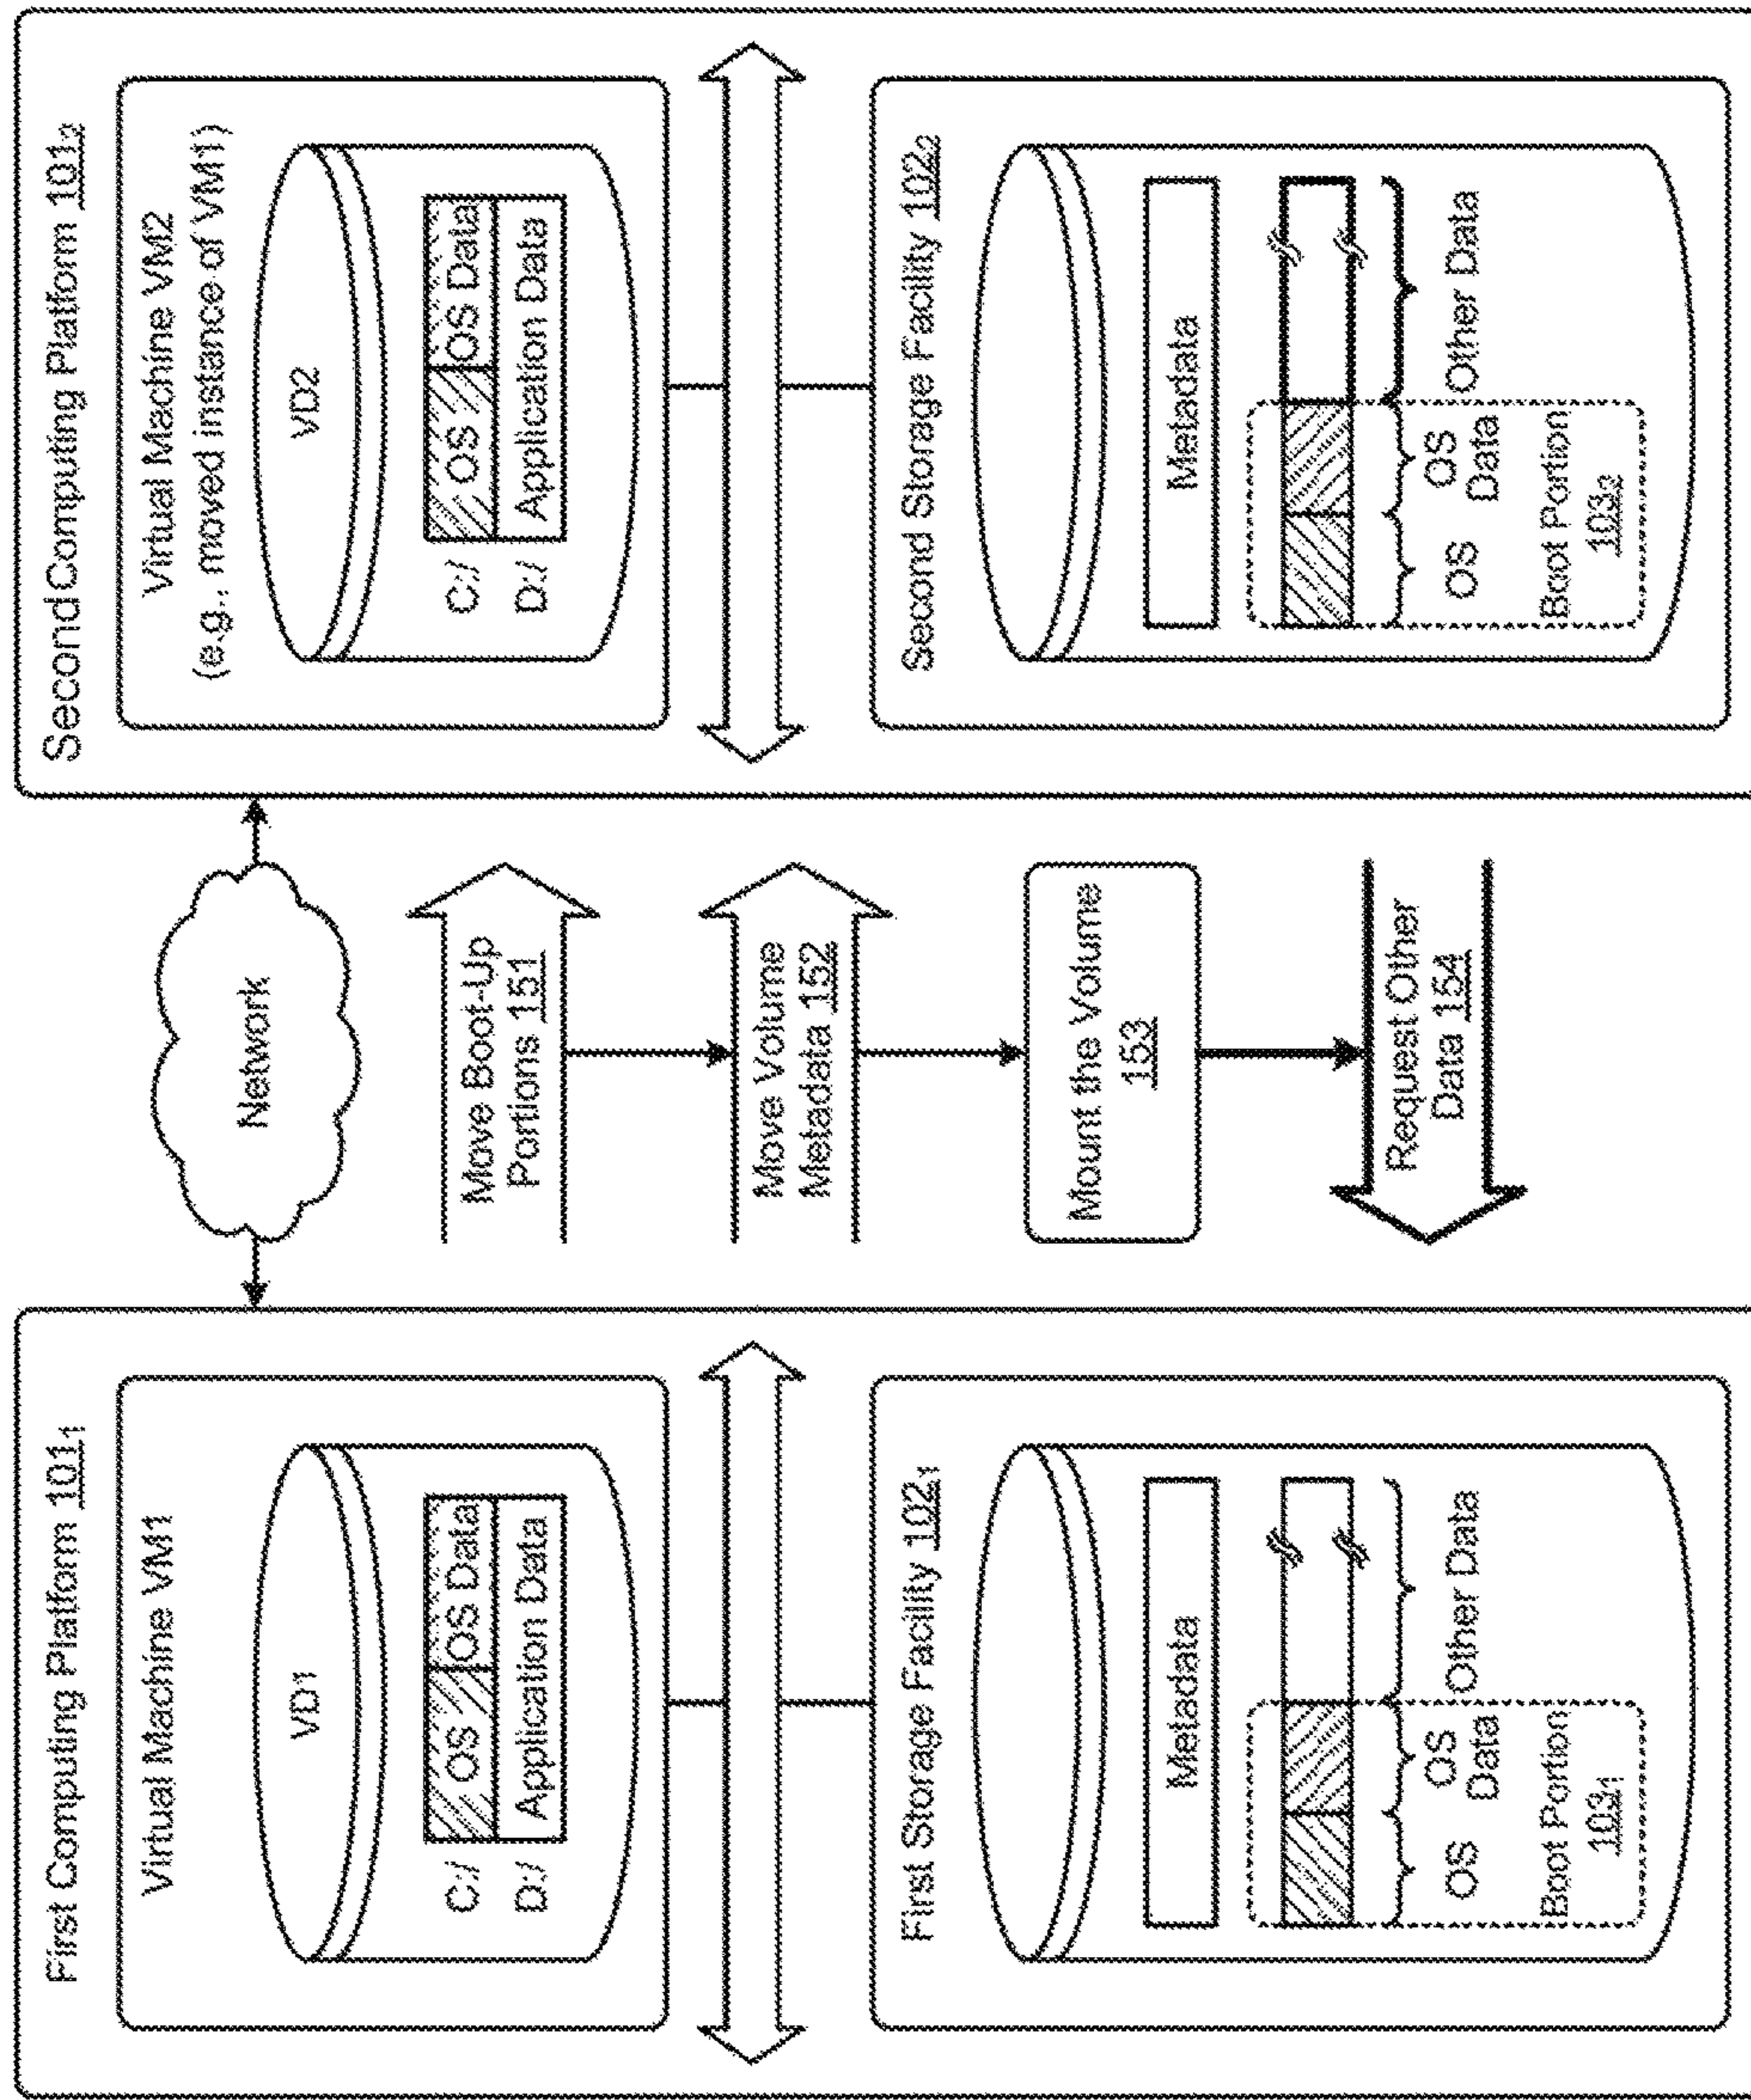 First Computing Platform 101₁
Virtual Machine VM1
VD1
C:/
OS
OS Data
D:/
Application Data
First Storage Facility 102₁
Metadata
OS
OS
Data
Other Data
Boot Portion
103₁
Network
Move Boot-Up
Portions 151
Move Volume
Metadata 152
Mount the Volume
153
Request Other
Data 154
Second Computing Platform 101₂
Virtual Machine VM2
(e.g., moved instance of VM1)
VD2
C:/
OS
OS Data
D:/
Application Data
Second Storage Facility 102₂
Metadata
OS
OS
Data
Other Data
Boot Portion
103₂